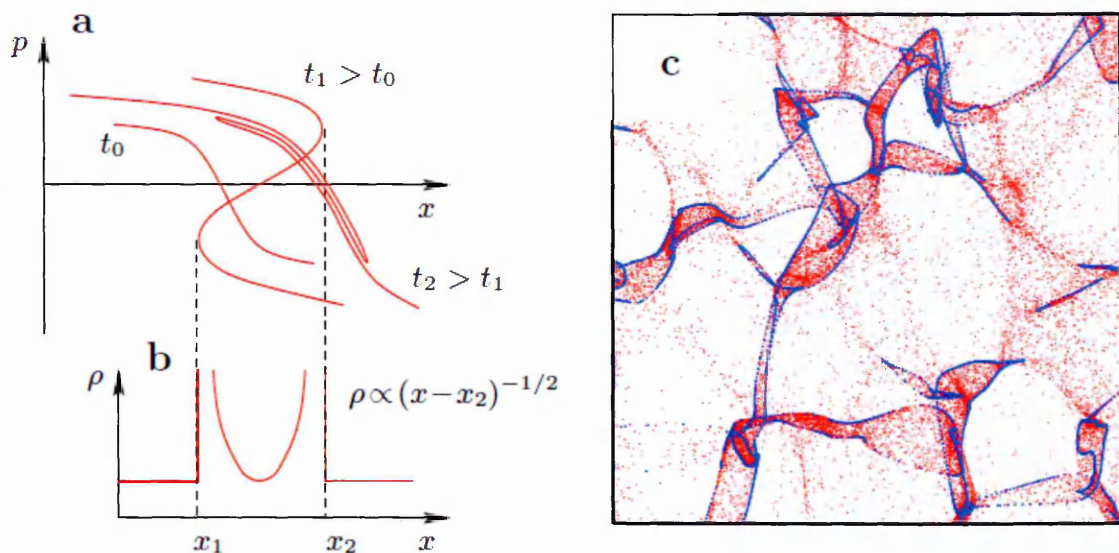 a
p
t₁ > t₀
t₀
x
t₂ > t₁
b
ρ
ρ∝(x−x₂)^{−1/2}
x₁
x₂
x
c